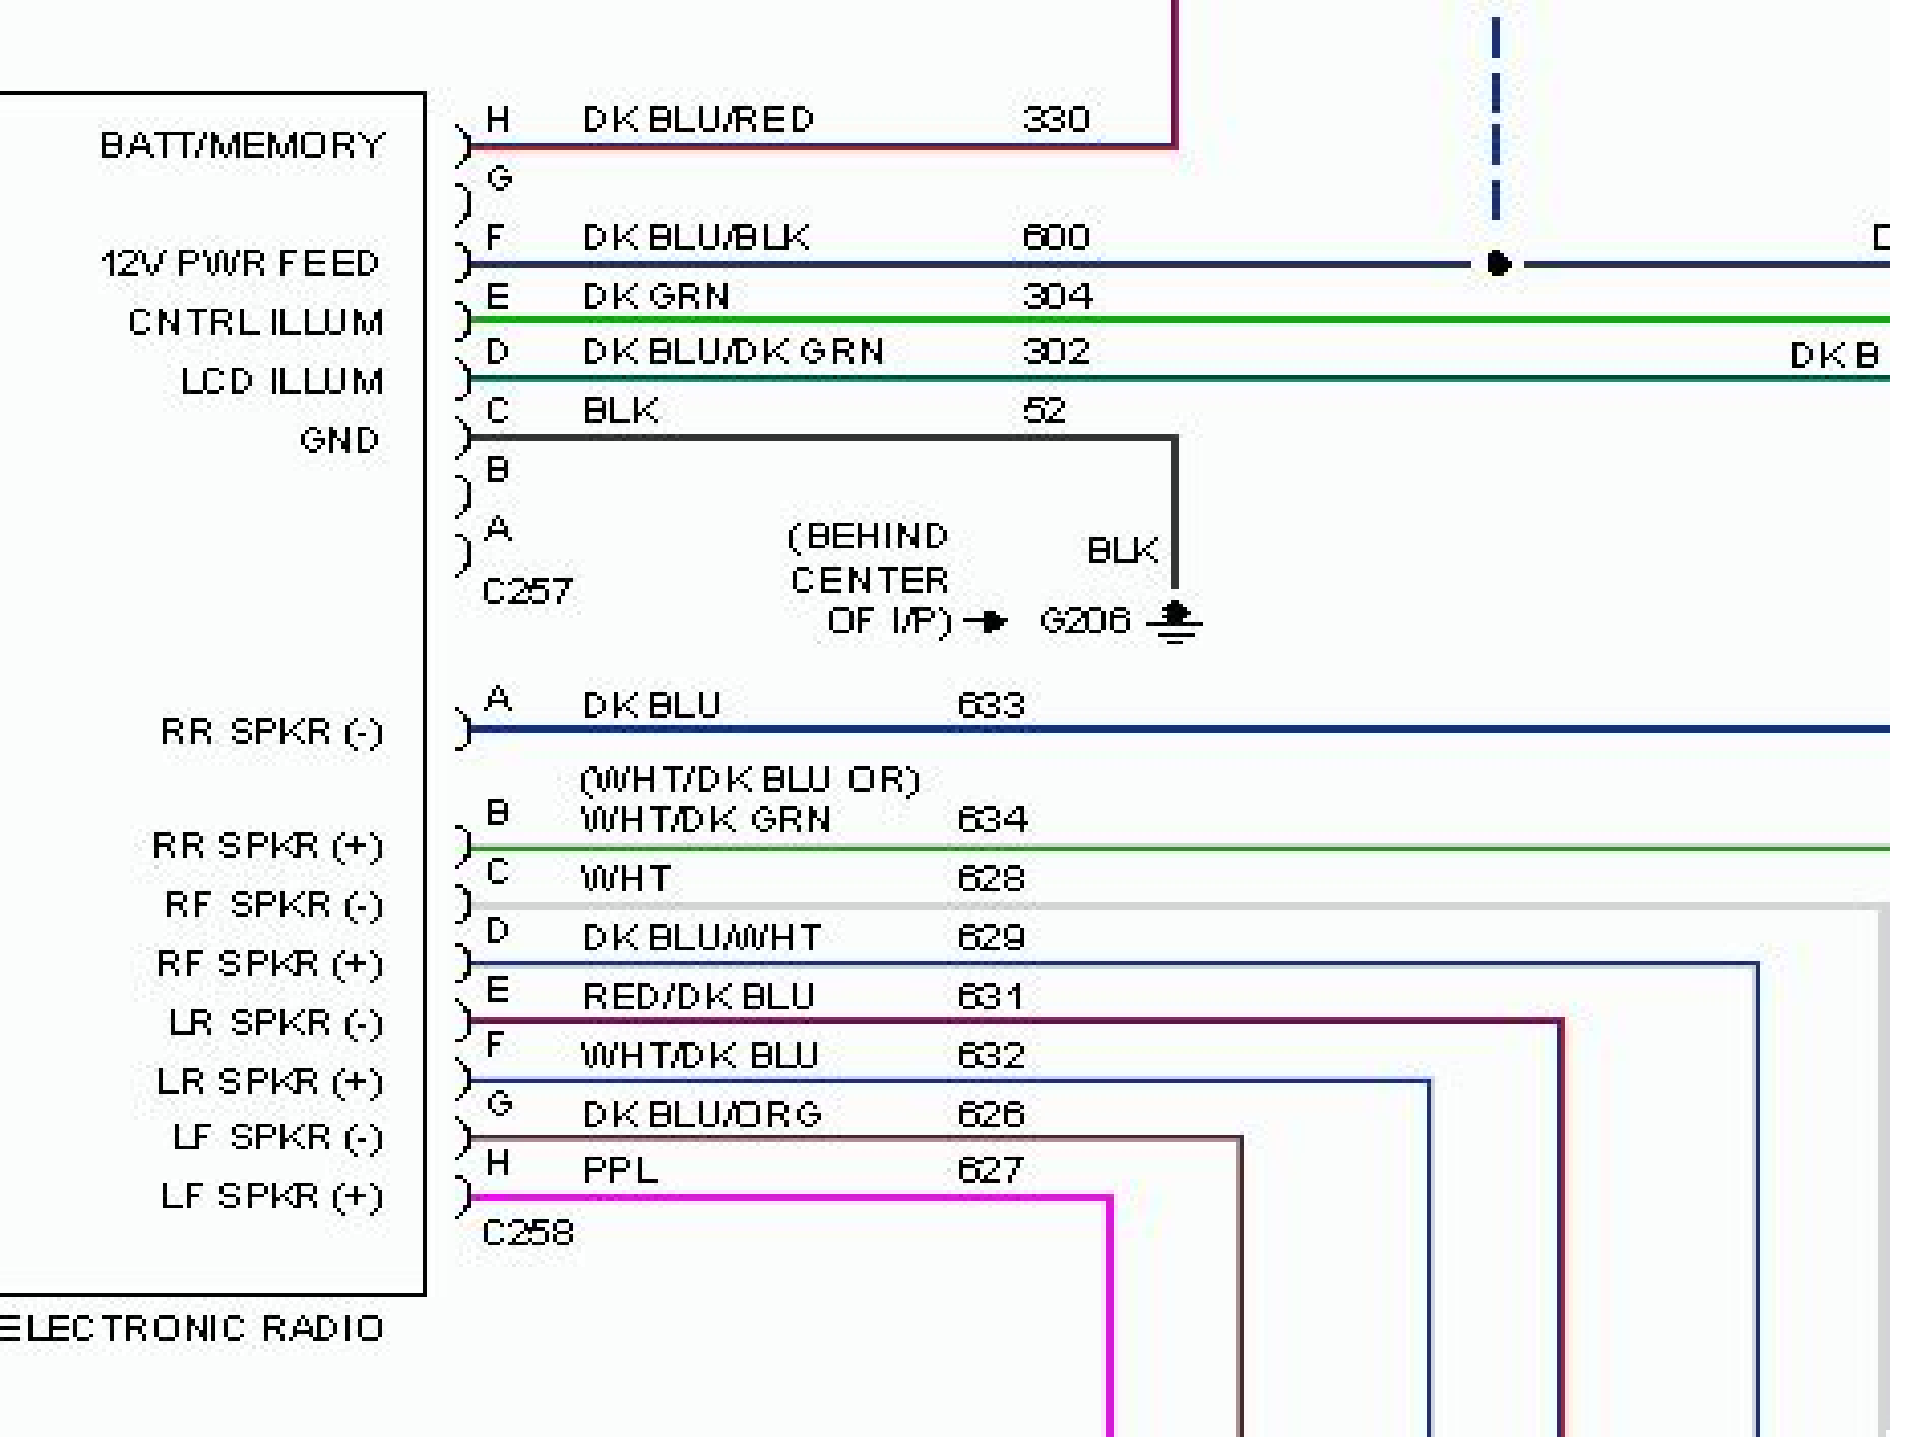 H DK BLU/RED 330
BATT/MEMORY
G
F DK BLU/BLK 600
12V PWR FEED
E DK GRN 304
CNTRL ILLUM
D DK BLU/DK GRN 302 DK B
LCD ILLUM
C BLK 52
GND
B
A
(BEHIND
CENTER
OF I/P)
BLK
G206
C257
A DK BLU 633
RR SPKR (-)
(WHT/DK BLU OR)
B WHT/DK GRN 634
RR SPKR (+)
C WHT 628
RF SPKR (-)
D DK BLU/WHT 629
RF SPKR (+)
E RED/DK BLU 631
LR SPKR (-)
F WHT/DK BLU 632
LR SPKR (+)
G DK BLU/ORG 626
LF SPKR (-)
H PPL 627
LF SPKR (+)
C258
ELECTRONIC RADIO